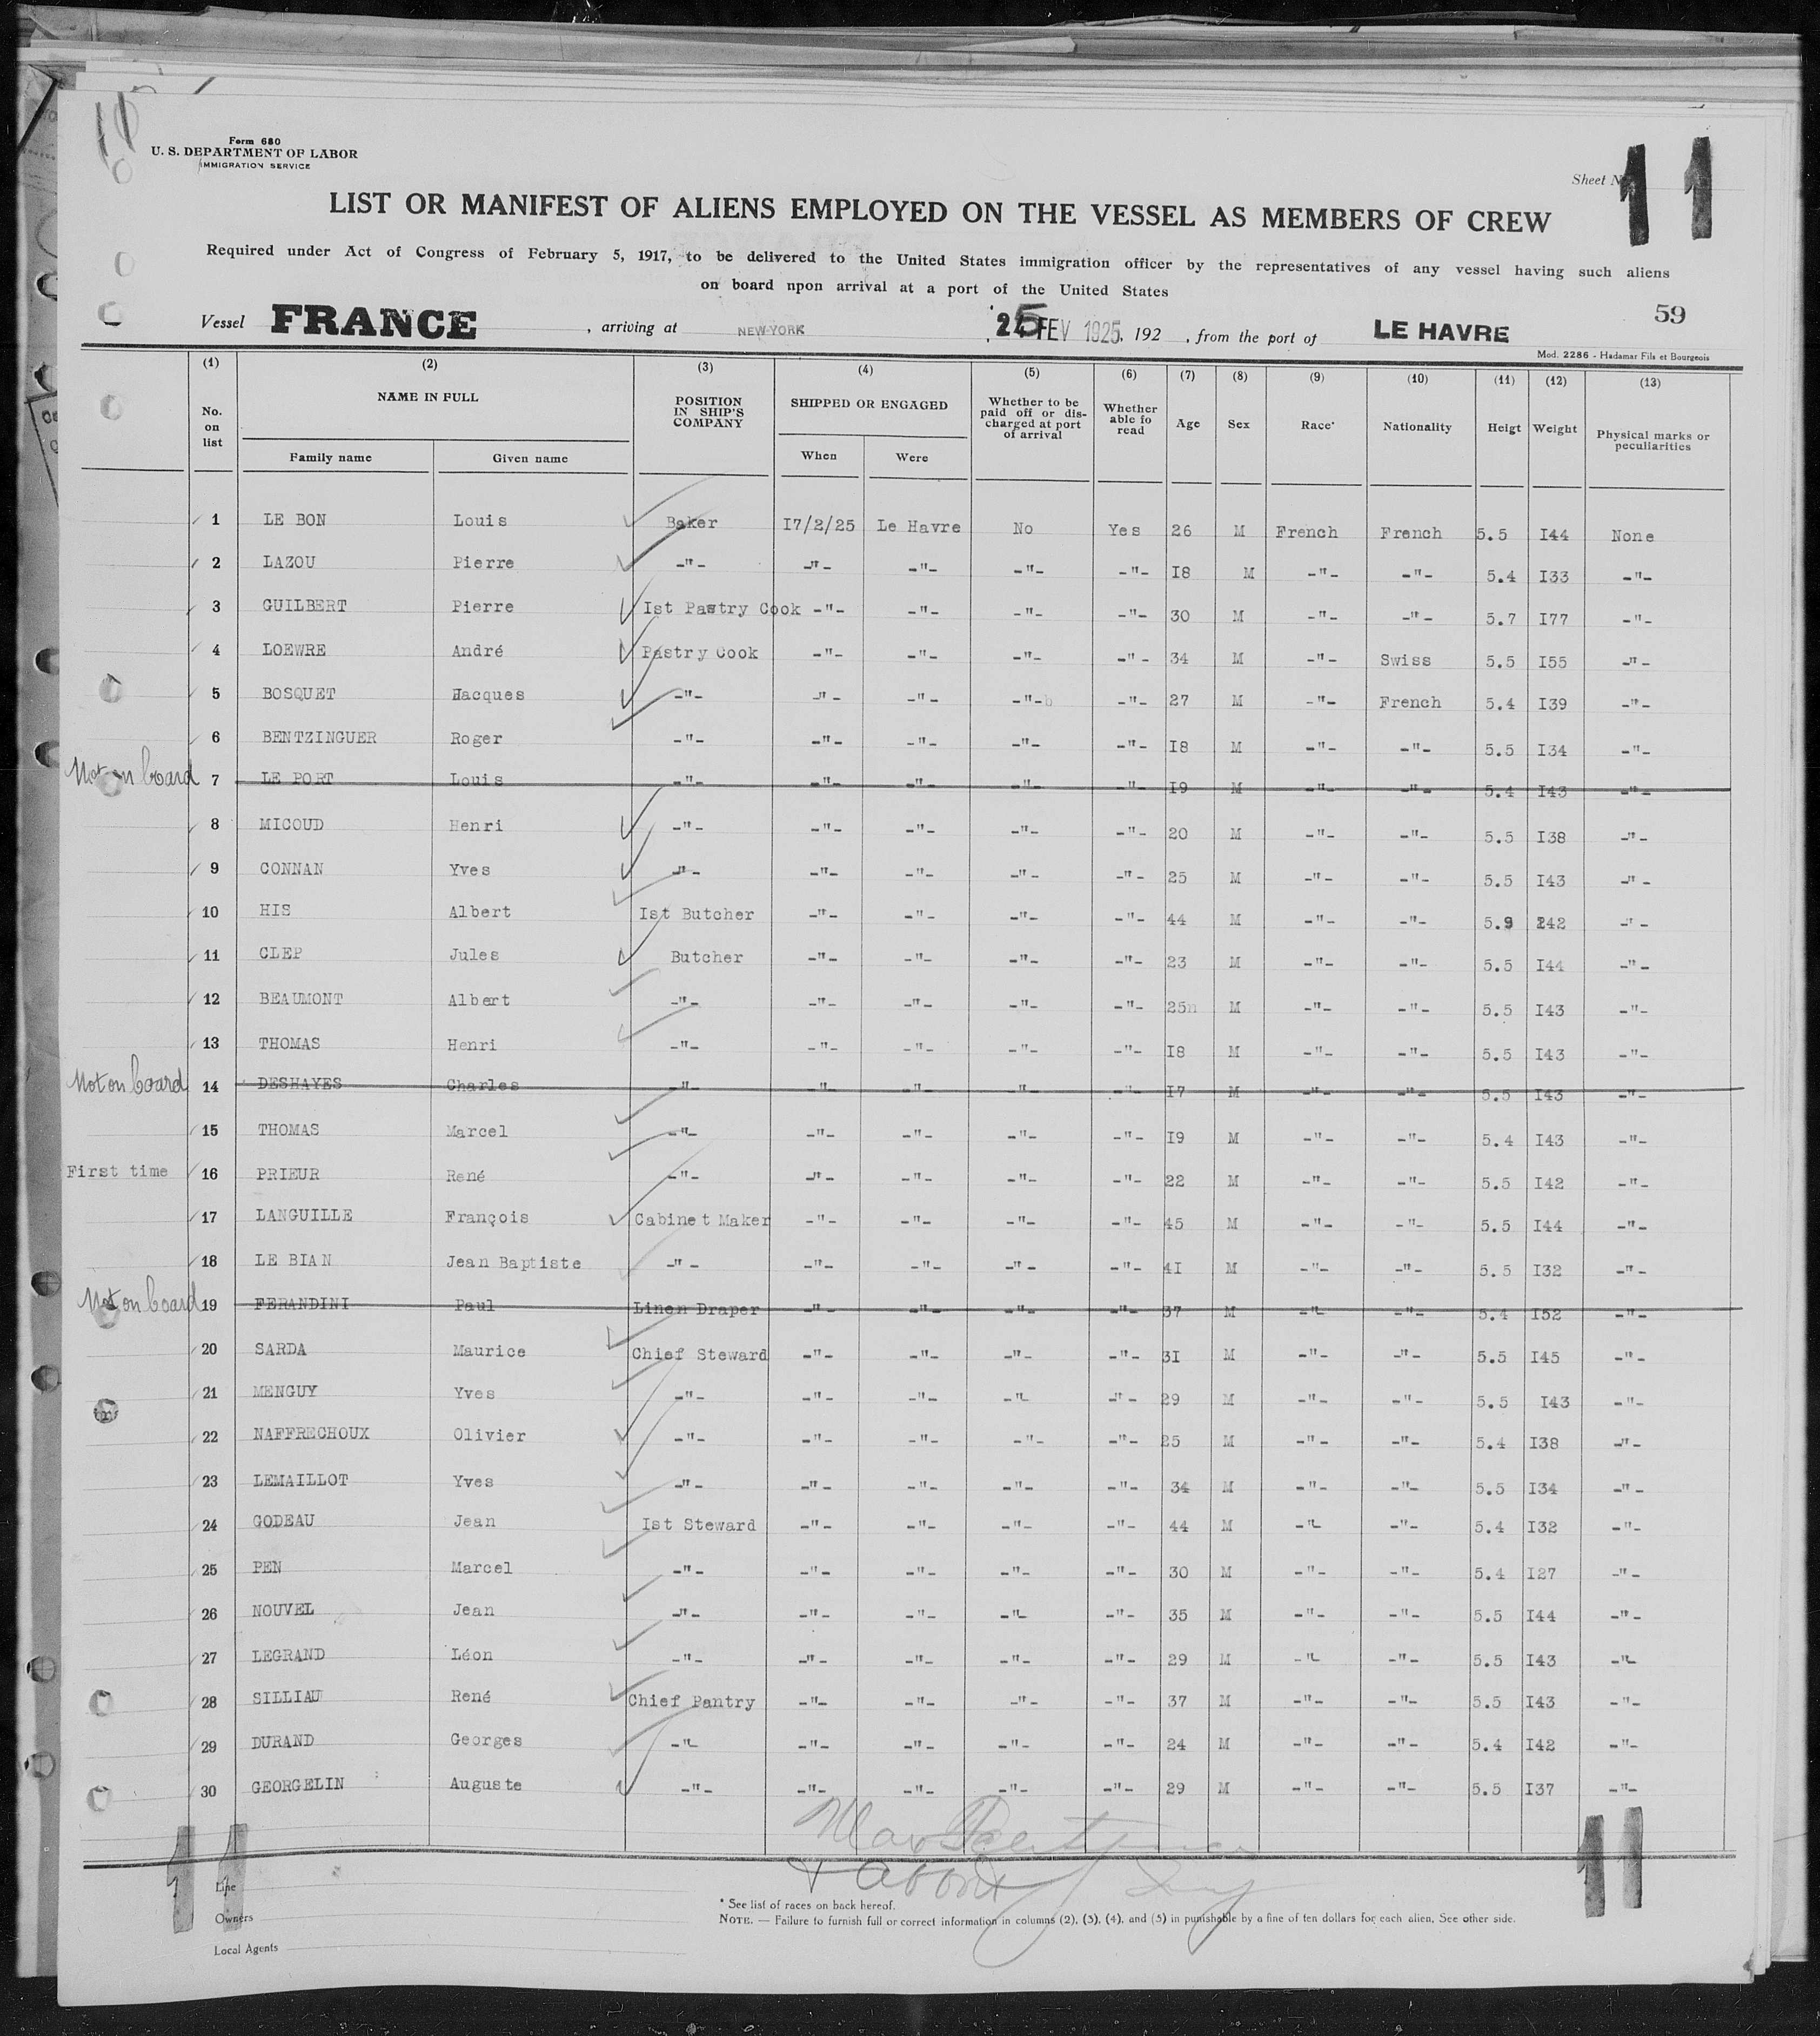 Form 680
U. S. DEPARTMENT OF LABOR
IMMIGRATION SERVICE
Sheet N
11
LIST OR MANIFEST OF ALIENS EMPLOYED ON THE VESSEL AS MEMBERS OF CREW
Required under Act of Congress of February 5, 1917, to be delivered to the United States immigration officer by the representatives of any vessel having such aliens
on board npon arrival at a port of the United States
59
Vessel FRANCE , arriving at NEW-YORK 25 FEV 1925, 192 , from the port of LE HAVRE
Mod. 2286 - Hadamar Fils et Bourgeois
(1) (2) (3) (4) (5) (6) (7) (8) (9) (10) (11) (12) (13)
No. on list NAME IN FULL POSITION IN SHIP'S COMPANY SHIPPED OR ENGAGED Whether to be paid off or discharged at port of arrival Whether able fo read Age Sex Race* Nationality Heigt Weight Physical marks or peculiarities
Family name Given name When Were
1 LE BON Louis Baker I7/2/25 Le Havre No Yes 26 M French French 5.5 I44 None
2 LAZOU Pierre -"- -"- -"- -"- -"- I8 M -"- -"- 5.4 I33 -"-
3 GUILBERT Pierre Ist Pastry Cook -"- -"- -"- -"- 30 M -"- -"- 5.7 I77 -"-
4 LOEWRE André Pastry Cook -"- -"- -"- -"- 34 M -"- Swiss 5.5 I55 -"-
5 BOSQUET Hacques -"- -"- -"- -"- -"- 27 M -"- French 5.4 I39 -"-
6 BENTZINGUER Roger -"- -"- -"- -"- -"- I8 M -"- -"- 5.5 I34 -"-
Not on board 7 LE PORT Louis -"- -"- -"- -"- -"- I9 M -"- -"- 5.4 I43 -"-
8 MICOUD Henri -"- -"- -"- -"- -"- 20 M -"- -"- 5.5 I38 -"-
9 CONNAN Yves -"- -"- -"- -"- -"- 25 M -"- -"- 5.5 I43 -"-
10 HIS Albert Ist Butcher -"- -"- -"- -"- 44 M -"- -"- 5.9 242 -"-
11 CLEP Jules Butcher -"- -"- -"- -"- 23 M -"- -"- 5.5 I44 -"-
12 BEAUMONT Albert -"- -"- -"- -"- -"- 25 M -"- -"- 5.5 I43 -"-
13 THOMAS Henri -"- -"- -"- -"- -"- I8 M -"- -"- 5.5 I43 -"-
Not on board 14 DESHAYES Charles -"- -"- -"- -"- -"- I7 M -"- -"- 5.5 I43 -"-
15 THOMAS Marcel -"- -"- -"- -"- -"- I9 M -"- -"- 5.4 I43 -"-
First time 16 PRIEUR René -"- -"- -"- -"- -"- 22 M -"- -"- 5.5 I42 -"-
17 LANGUILLE François Cabinet Maker -"- -"- -"- -"- 45 M -"- -"- 5.5 I44 -"-
18 LE BIAN Jean Baptiste -"- -"- -"- -"- -"- 4I M -"- -"- 5.5 I32 -"-
Not on board 19 FERANDINI Paul Linen Draper -"- -"- -"- -"- 37 M -"- -"- 5.4 I52 -"-
20 SARDA Maurice Chief Steward -"- -"- -"- -"- 3I M -"- -"- 5.5 I45 -"-
21 MENGUY Yves -"- -"- -"- -"- -"- 29 M -"- -"- 5.5 I43 -"-
22 NAFFRECHOUX Olivier -"- -"- -"- -"- -"- 25 M -"- -"- 5.4 I38 -"-
23 LEMAILLOT Yves -"- -"- -"- -"- -"- 34 M -"- -"- 5.5 I34 -"-
24 GODEAU Jean Ist Steward -"- -"- -"- -"- 44 M -"- -"- 5.4 I32 -"-
25 PEN Marcel -"- -"- -"- -"- -"- 30 M -"- -"- 5.4 I27 -"-
26 NOUVEL Jean -"- -"- -"- -"- -"- 35 M -"- -"- 5.5 I44 -"-
27 LEGRAND Léon -"- -"- -"- -"- -"- 29 M -"- -"- 5.5 I43 -"-
28 SILLIAU René Chief Pantry -"- -"- -"- -"- 37 M -"- -"- 5.5 I43 -"-
29 DURAND Georges -"- -"- -"- -"- -"- 24 M -"- -"- 5.4 I42 -"-
30 GEORGELIN Auguste -"- -"- -"- -"- -"- 29 M -"- -"- 5.5 I37 -"-
11 11
Line
Owners
Local Agents
* See list of races on back hereof.
NOTE. — Failure to furnish full or correct information in columns (2), (3), (4), and (5) in punishable by a fine of ten dollars for each alien. See other side.